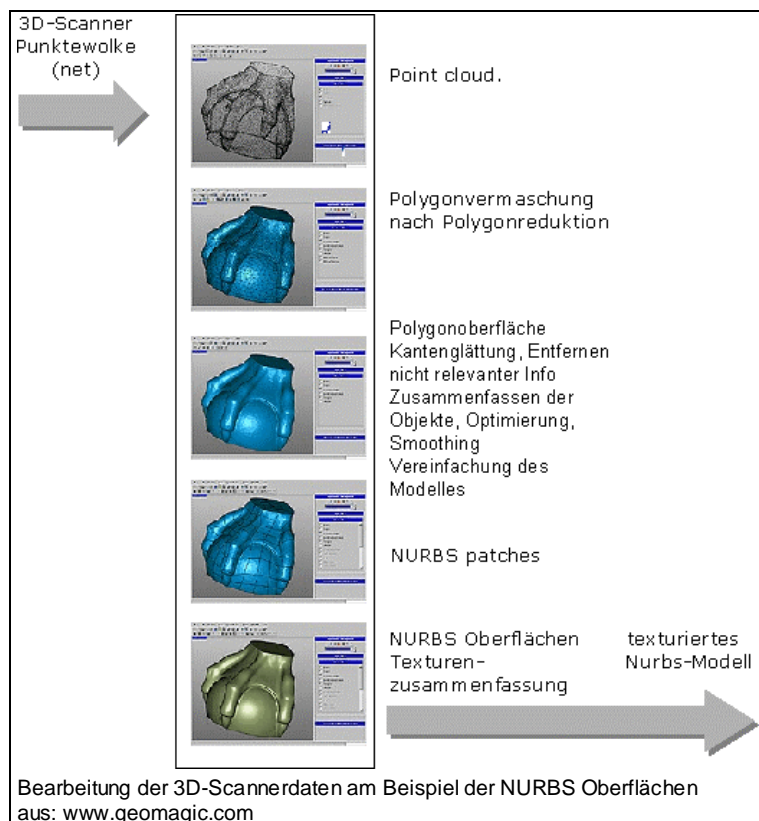 3D-Scanner
Punktewolke
(net)
Point cloud.
Polygonvermaschung
nach Polygonreduktion
Polygonoberfläche
Kantenglättung, Entfernen
nicht relevanter Info
Zusammenfassen der
Objekte, Optimierung,
Smoothing
Vereinfachung des
Modelles
NURBS patches
NURBS Oberflächen
Texturen-
zusammenfassung
texturiertes
Nurbs-Modell
Bearbeitung der 3D-Scannerdaten am Beispiel der NURBS Oberflächen
aus: www.geomagic.com